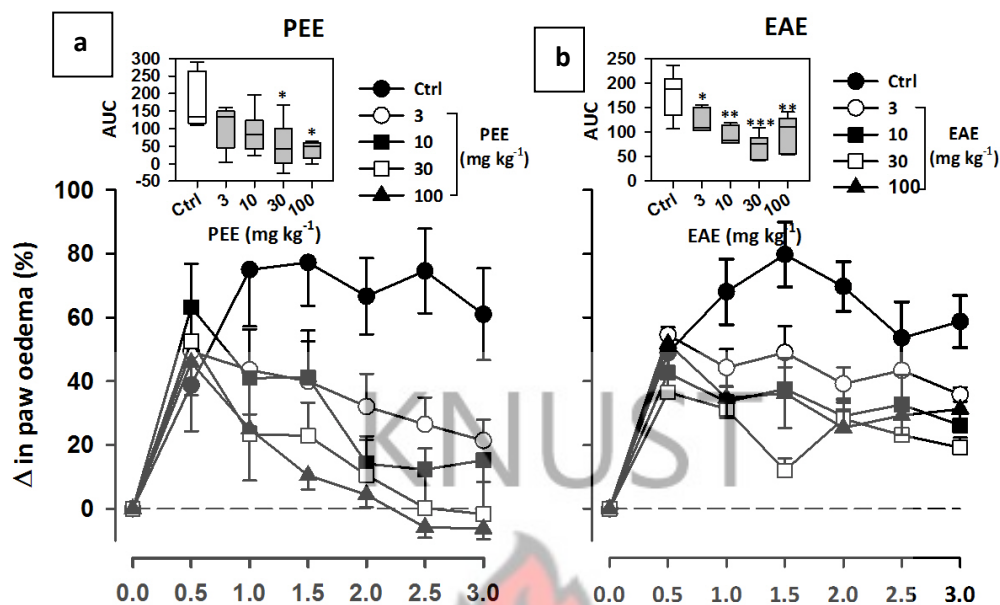 a
PEE
AUC
300
250
200
150
100
50
0
-50
Ctrl
3
10
30
100
*
*
PEE (mg kg⁻¹)
Ctrl
3
10
30
100
PEE
(mg kg⁻¹)
b
EAE
AUC
250
200
150
100
50
0
Ctrl
3
10
30
100
*
**
***
**
EAE (mg kg⁻¹)
Ctrl
3
10
30
100
EAE
(mg kg⁻¹)
Δ in paw oedema (%)
100
80
60
40
20
0
KNUST
0.0 0.5 1.0 1.5 2.0 2.5 3.0
0.0 0.5 1.0 1.5 2.0 2.5 3.0